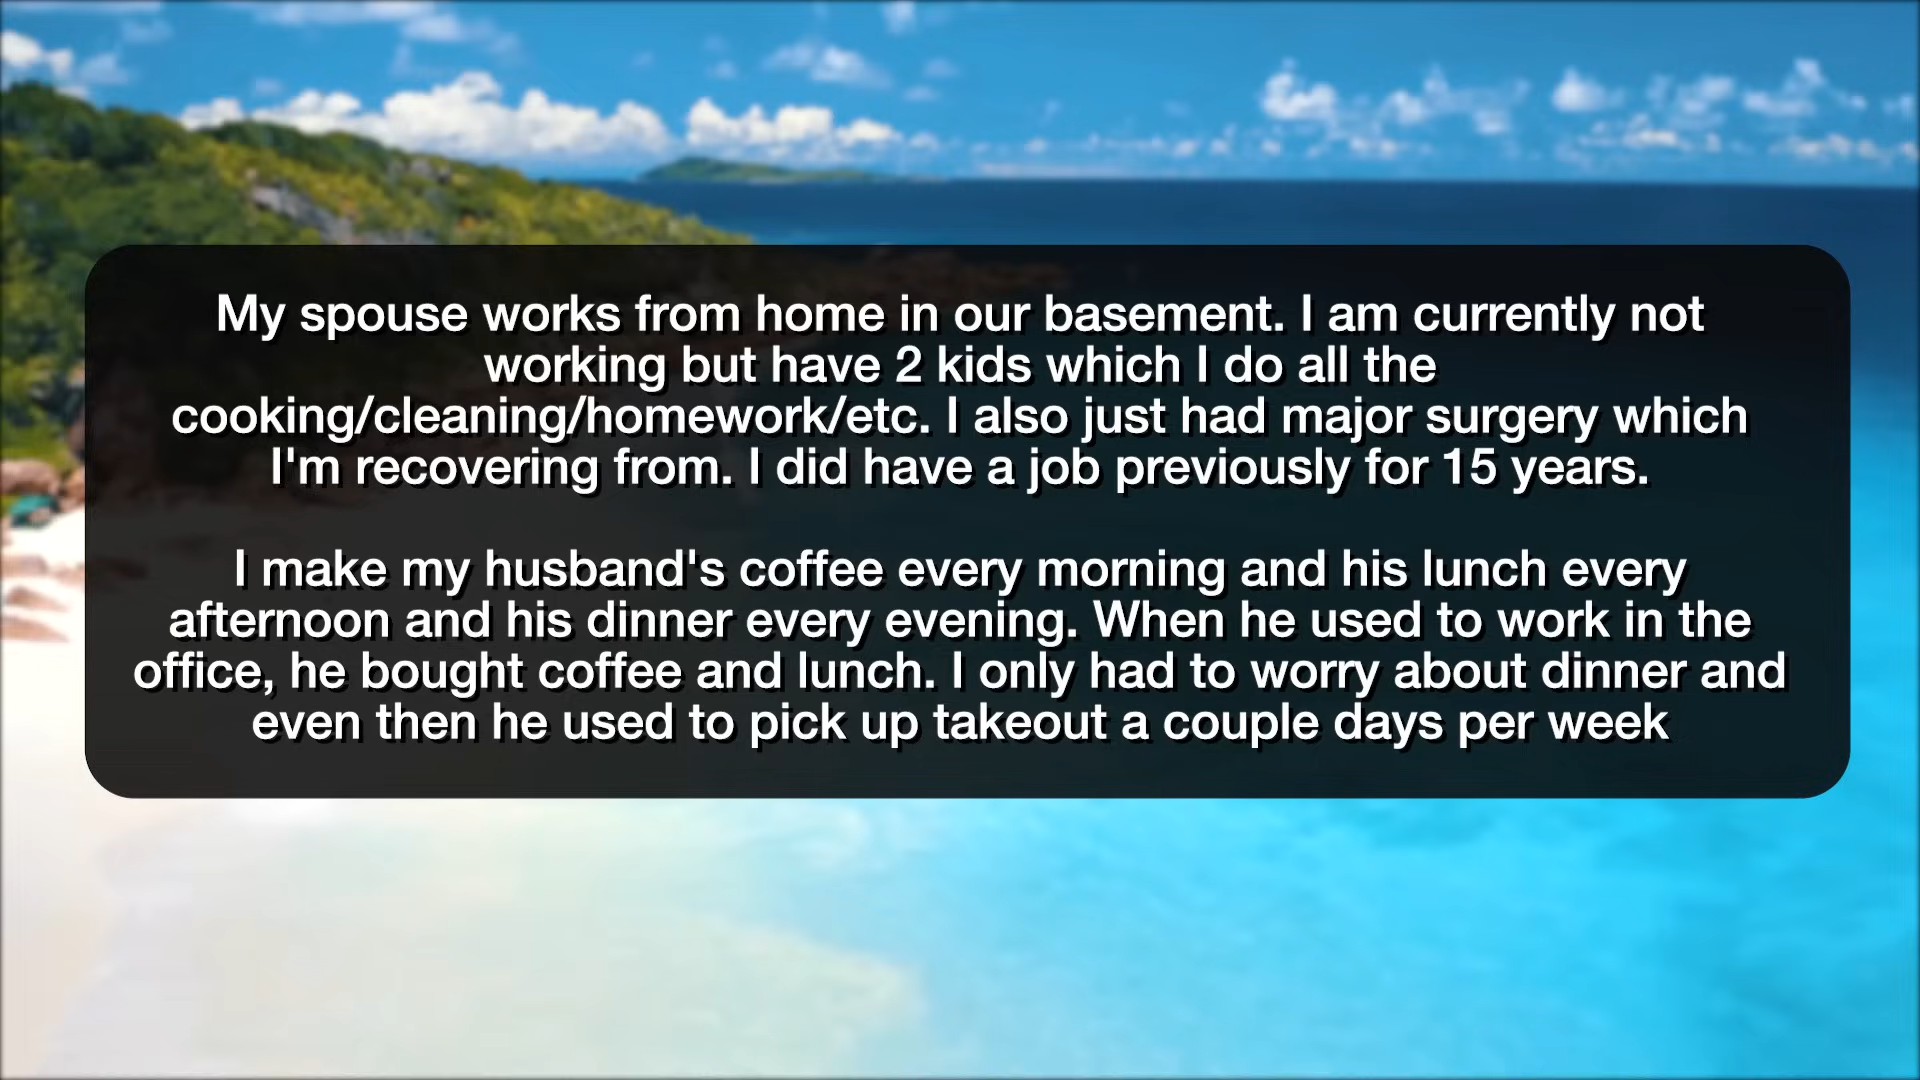 My spouse works from home in our basement. I am currently not
working but have 2 kids which I do all the
cooking/cleaning/homework/etc. I also just had major surgery which
I'm recovering from. I did have a job previously for 15 years.
I make my husband's coffee every morning and his lunch every
afternoon and his dinner every evening. When he used to work in the
office, he bought coffee and lunch. I only had to worry about dinner and
even then he used to pick up takeout a couple days per week